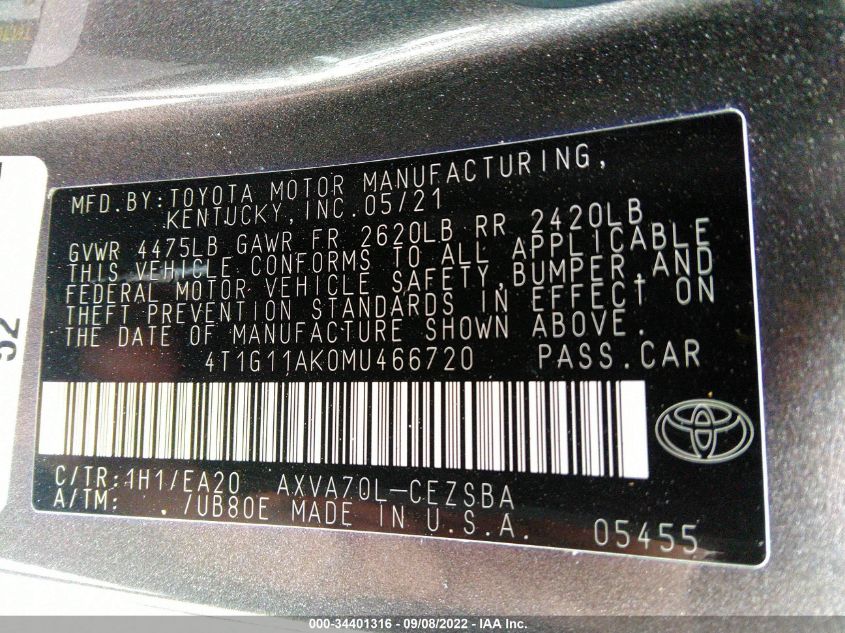 MFD.BY:TOYOTA MOTOR MANUFACTURING,
KENTUCKY,INC.05/21
GVWR 4475LB GAWR FR 2620LB RR 2420LB
THIS VEHICLE CONFORMS TO ALL APPLICABLE
FEDERAL MOTOR VEHICLE SAFETY,BUMPER,AND
THEFT PREVENTION STANDARDS IN EFFECT ON
THE DATE OF MANUFACTURE SHOWN ABOVE.
4T1G11AK0MU466720 PASS.CAR
C/TR:1H1/EA20 AXVA70L-CEZSBA
A/TM: . /UB80E MADE IN U.S.A. 05455
52
000-34401316 - 09/08/2022 - IAA Inc.